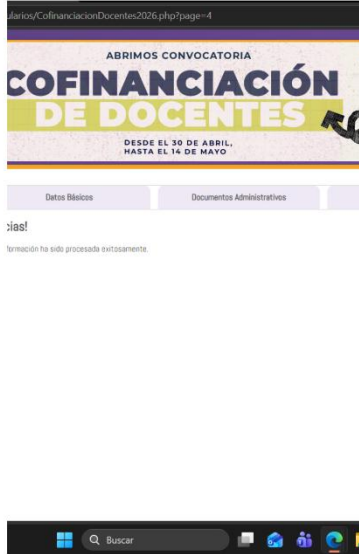 ularios/CofinanciacionDocentes2026.php?page=4
ABRIMOS CONVOCATORIA
COFINANCIACIÓN
DE DOCENTES
DESDE EL 30 DE ABRIL,
HASTA EL 14 DE MAYO
Datos Básicos
Documentos Administrativos
cias!
formación ha sido procesada exitosamente.
Buscar